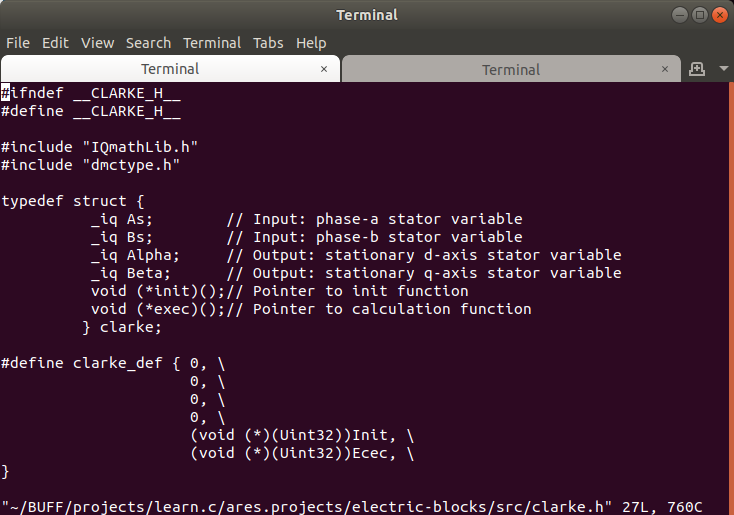 Terminal
File Edit View Search Terminal Tabs Help
Terminal × Terminal ×
#ifndef __CLARKE_H__
#define __CLARKE_H__
#include "IQmathLib.h"
#include "dmctype.h"
typedef struct {
_iq As; // Input: phase-a stator variable
_iq Bs; // Input: phase-b stator variable
_iq Alpha; // Output: stationary d-axis stator variable
_iq Beta; // Output: stationary q-axis stator variable
void (*init)();// Pointer to init function
void (*exec)();// Pointer to calculation function
} clarke;
#define clarke_def { 0, \
0, \
0, \
0, \
(void (*)(Uint32))Init, \
(void (*)(Uint32))Ecec, \
}
"~/BUFF/projects/learn.c/ares.projects/electric-blocks/src/clarke.h" 27L, 760C